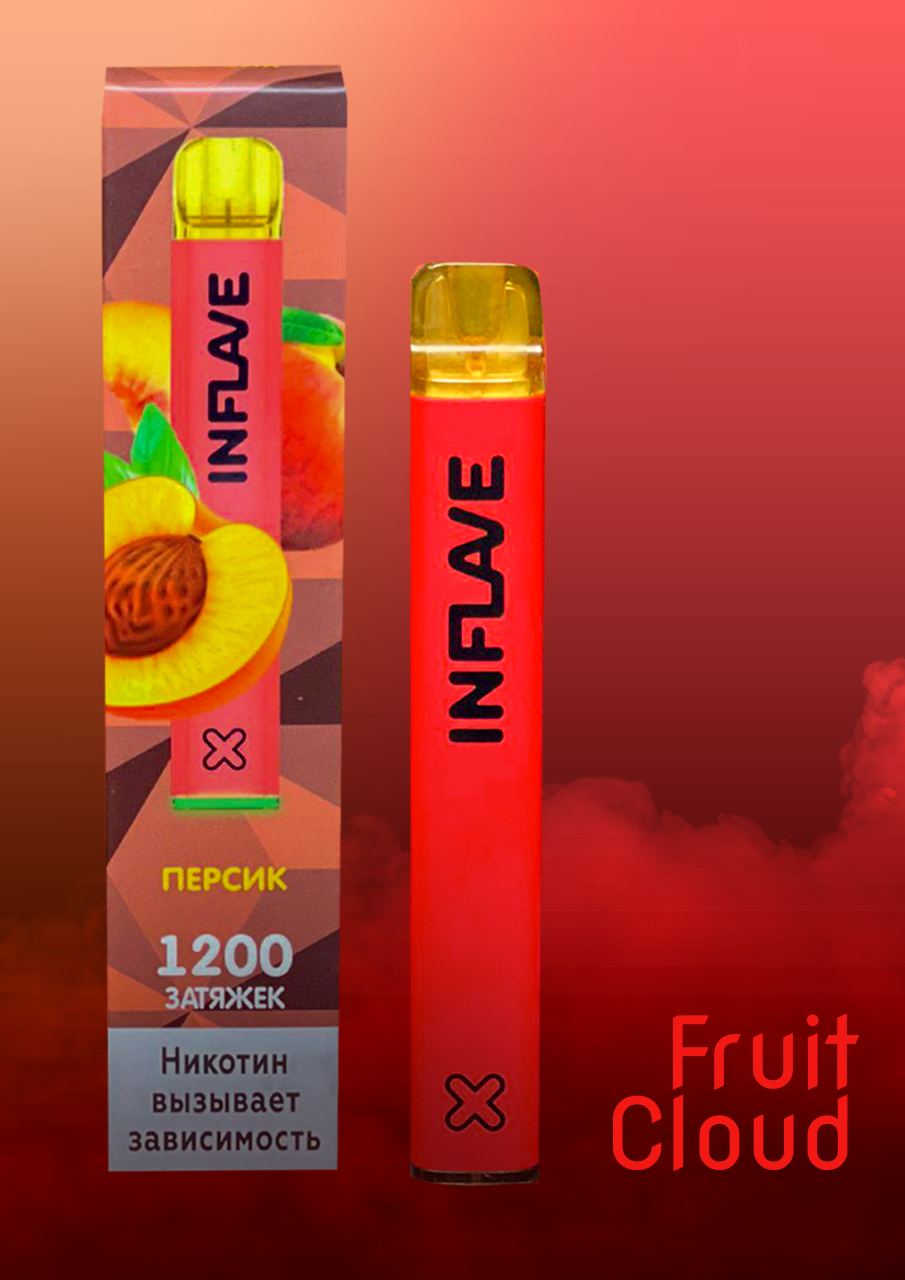 INFLAVE
ПЕРСИК
1200
ЗАТЯЖЕК
Никотин
вызывает
зависимость
INFLAVE
Fruit
Cloud